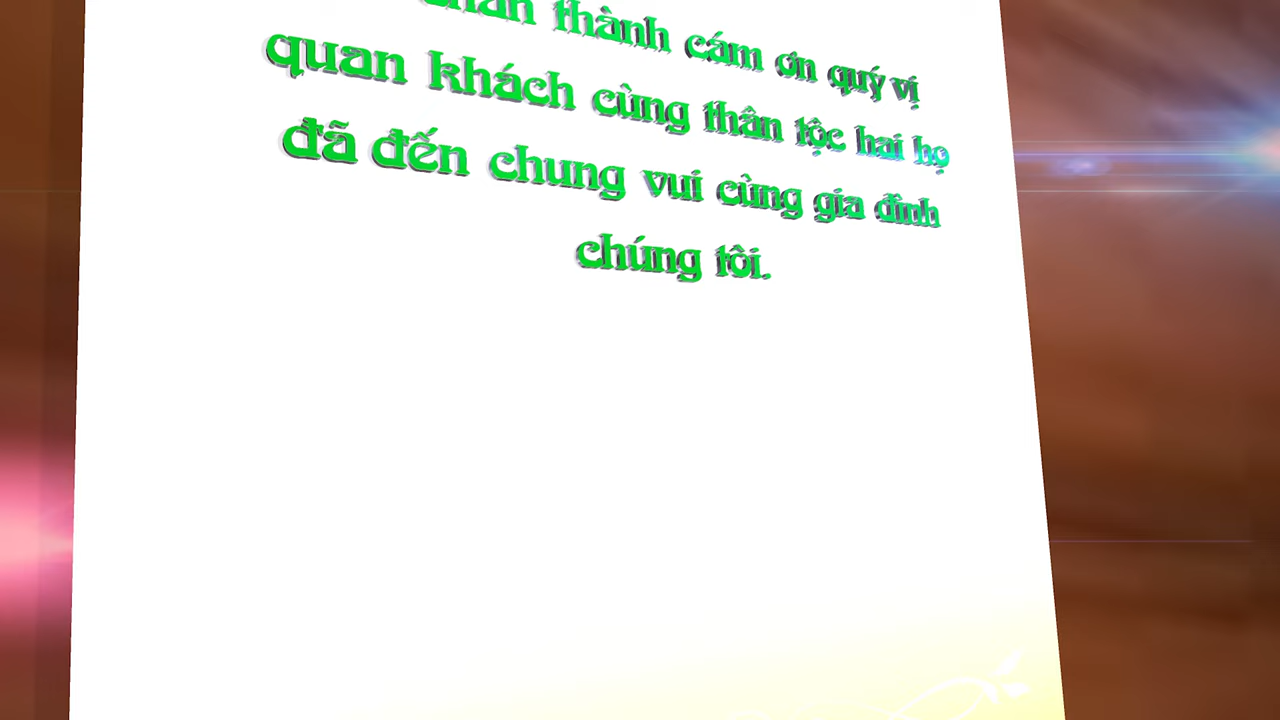 chân thành cám ơn quý vị
quan khách cùng thân tộc hai họ
đã đến chung vui cùng gia đình
chúng tôi.